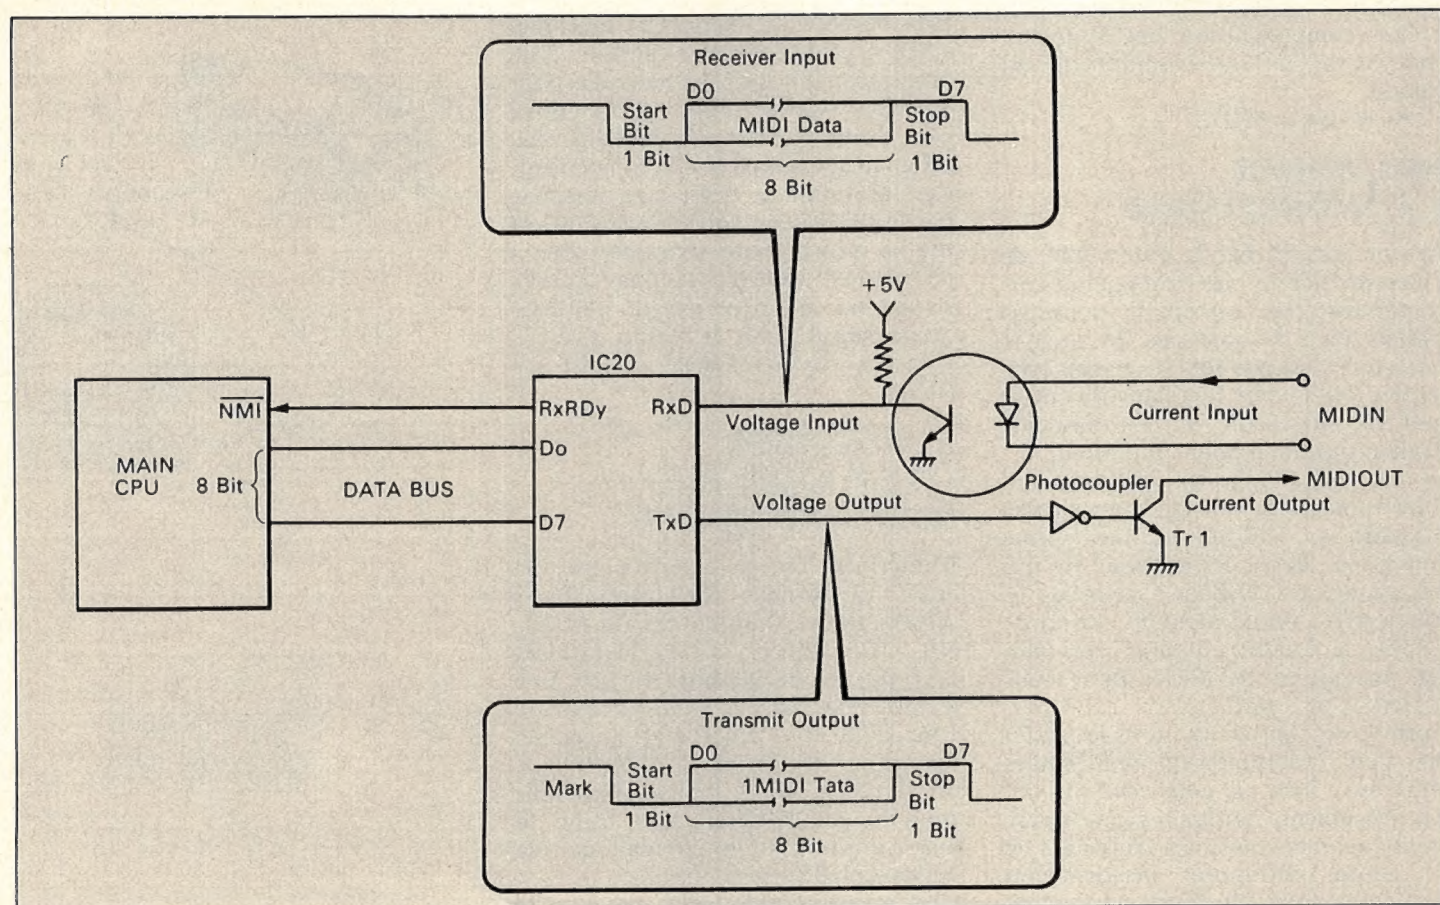 Receiver Input
D0
D7
Start
Bit
MIDI Data
Stop
Bit
1 Bit
1 Bit
8 Bit
+5V
IC20
NMI
RxRDy
RxD
Voltage Input
Current Input
MIDIN
Do
MAIN
CPU
8 Bit
DATA BUS
Voltage Output
Photocoupler
MIDIOUT
Current Output
D7
TxD
Tr 1
Transmit Output
D0
D7
Mark
Start
Bit
1MIDI Tata
Stop
Bit
1 Bit
1 Bit
8 Bit